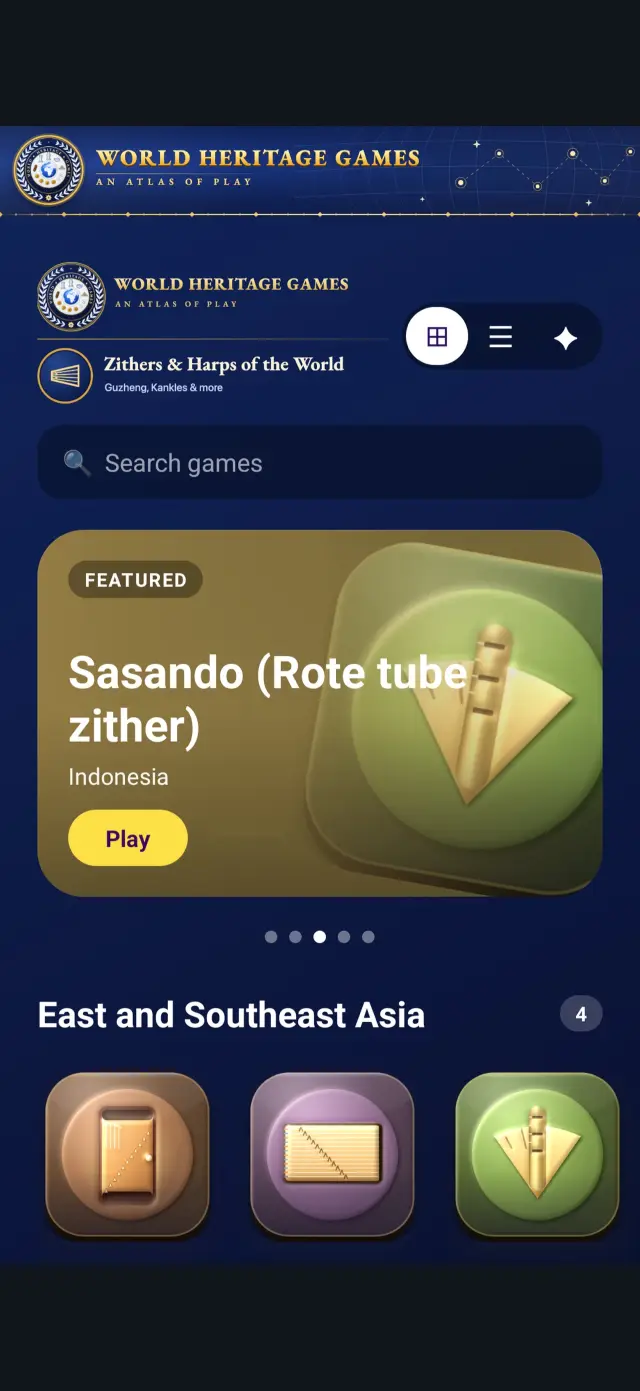 WORLD HERITAGE GAMES
AN ATLAS OF PLAY
WORLD HERITAGE GAMES
AN ATLAS OF PLAY
Zithers & Harps of the World
Guzheng, Kankles & more
Search games
FEATURED
Sasando (Rote tube
zither)
Indonesia
Play
East and Southeast Asia
4